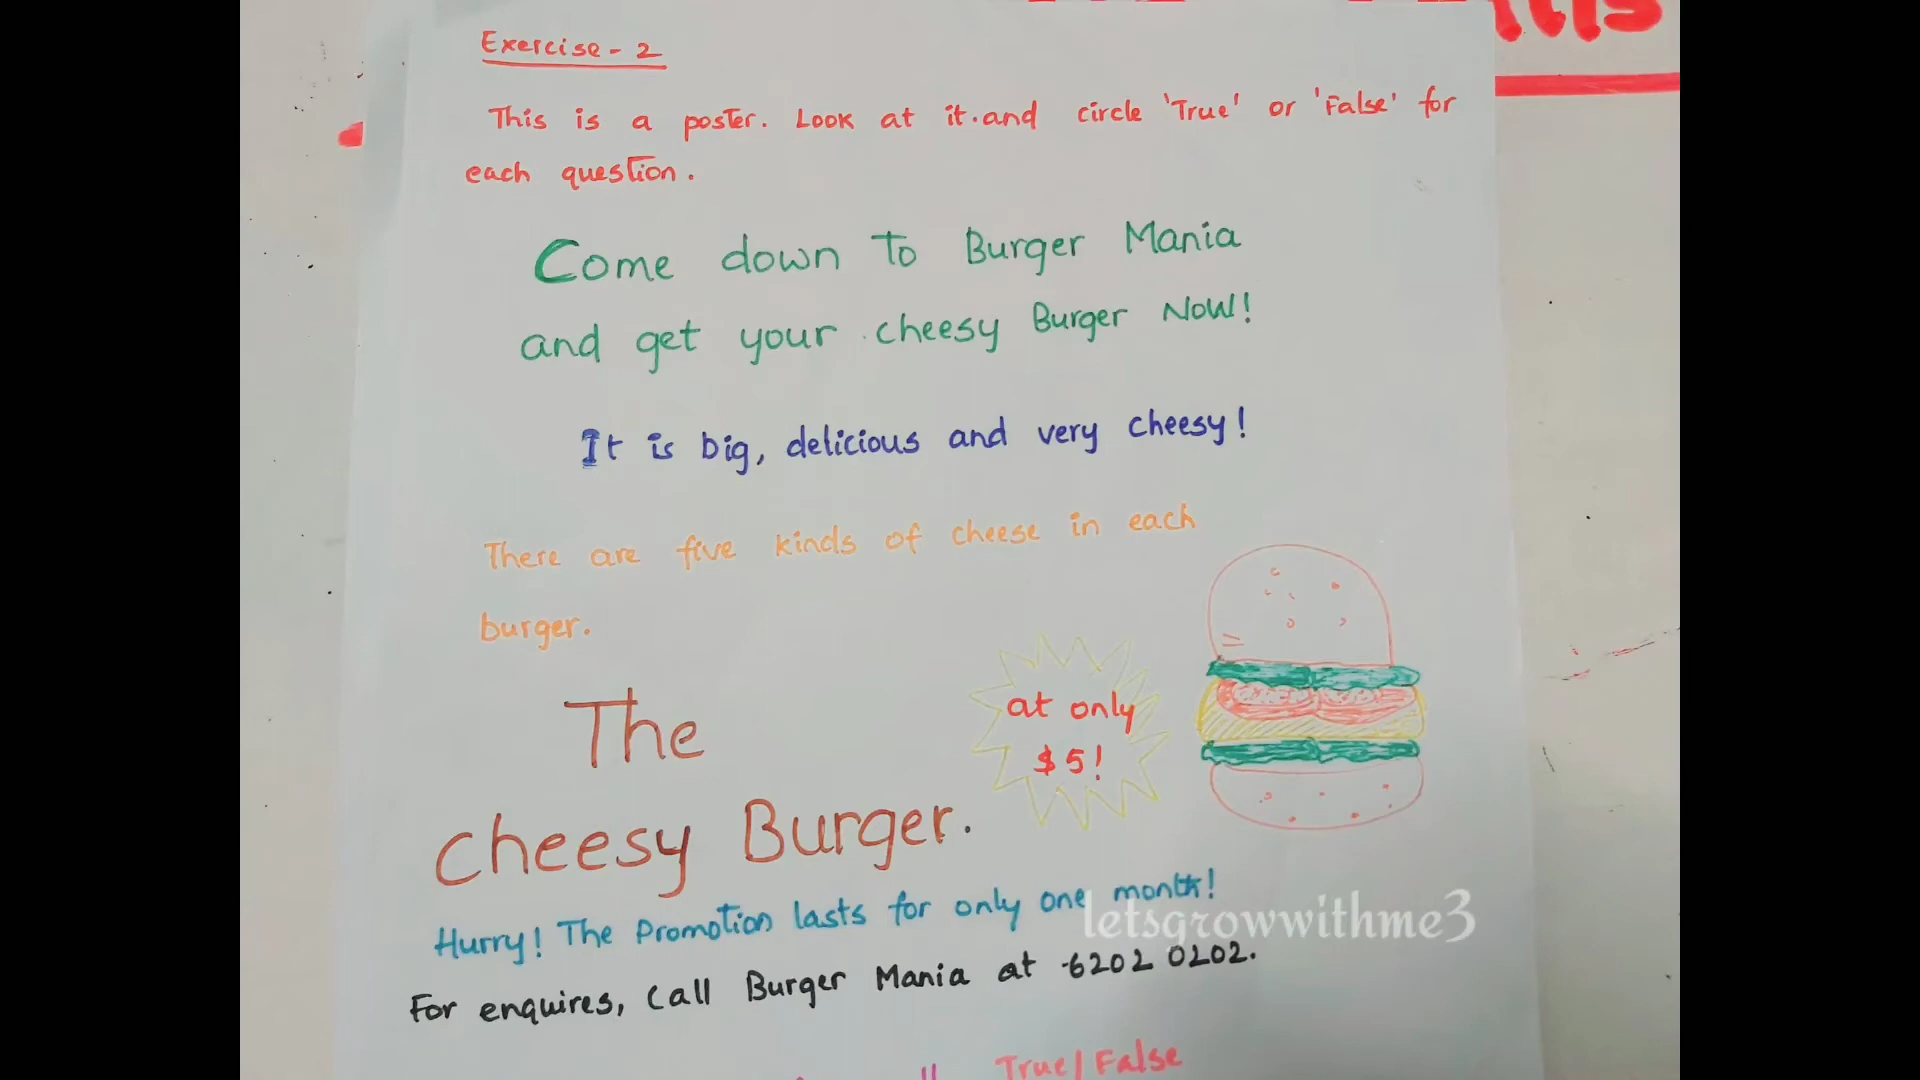 Exercise - 2
This is a poster. Look at it. and circle 'True' or 'False' for
each question.
Come down to Burger Mania
and get your cheesy Burger Now!
It is big, delicious and very cheesy!
There are five kinds of cheese in each
burger.
at only
$5!
The
cheesy Burger.
Hurry! The Promotion lasts for only one month!
letsgrowwithme3
For enquires, call Burger Mania at 6202 0202.
True/False